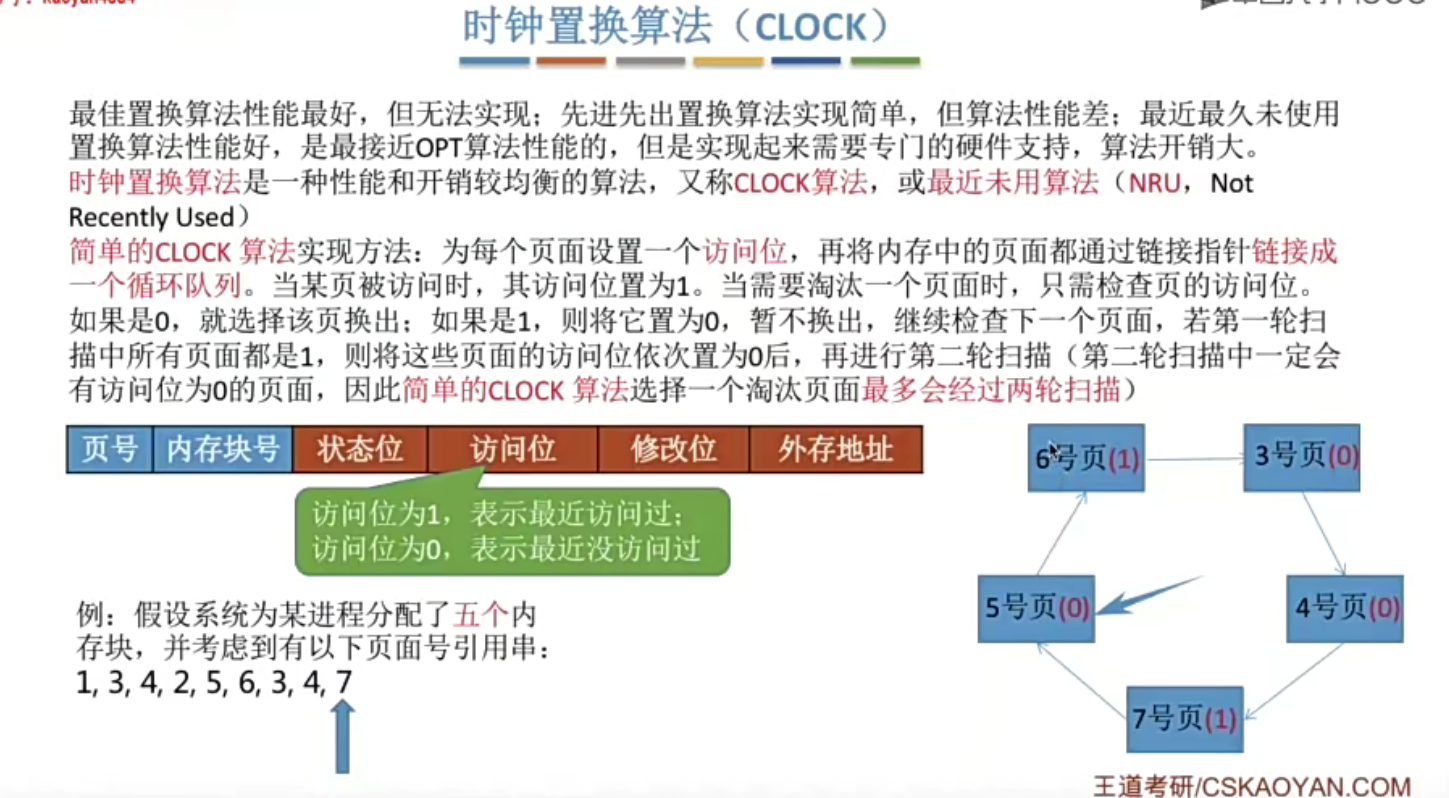 时钟置换算法（CLOCK）
最佳置换算法性能最好，但无法实现；先进先出置换算法实现简单，但算法性能差；最近最久未使用
置换算法性能好，是最接近OPT算法性能的，但是实现起来需要专门的硬件支持，算法开销大。
时钟置换算法是一种性能和开销较均衡的算法，又称CLOCK算法，或最近未用算法（NRU，Not
Recently Used）
简单的CLOCK 算法实现方法：为每个页面设置一个访问位，再将内存中的页面都通过链接指针链接成
一个循环队列。当某页被访问时，其访问位置为1。当需要淘汰一个页面时，只需检查页的访问位。
如果是0，就选择该页换出；如果是1，则将它置为0，暂不换出，继续检查下一个页面，若第一轮扫
描中所有页面都是1，则将这些页面的访问位依次置为0后，再进行第二轮扫描（第二轮扫描中一定会
有访问位为0的页面，因此简单的CLOCK 算法选择一个淘汰页面最多会经过两轮扫描）
页号 内存块号 状态位 访问位 修改位 外存地址
访问位为1，表示最近访问过；
访问位为0，表示最近没访问过
例：假设系统为某进程分配了五个内
存块，并考虑到有以下页面号引用串：
1, 3, 4, 2, 5, 6, 3, 4, 7
6号页(1)
3号页(0)
5号页(0)
4号页(0)
7号页(1)
王道考研/CSKAOYAN.COM